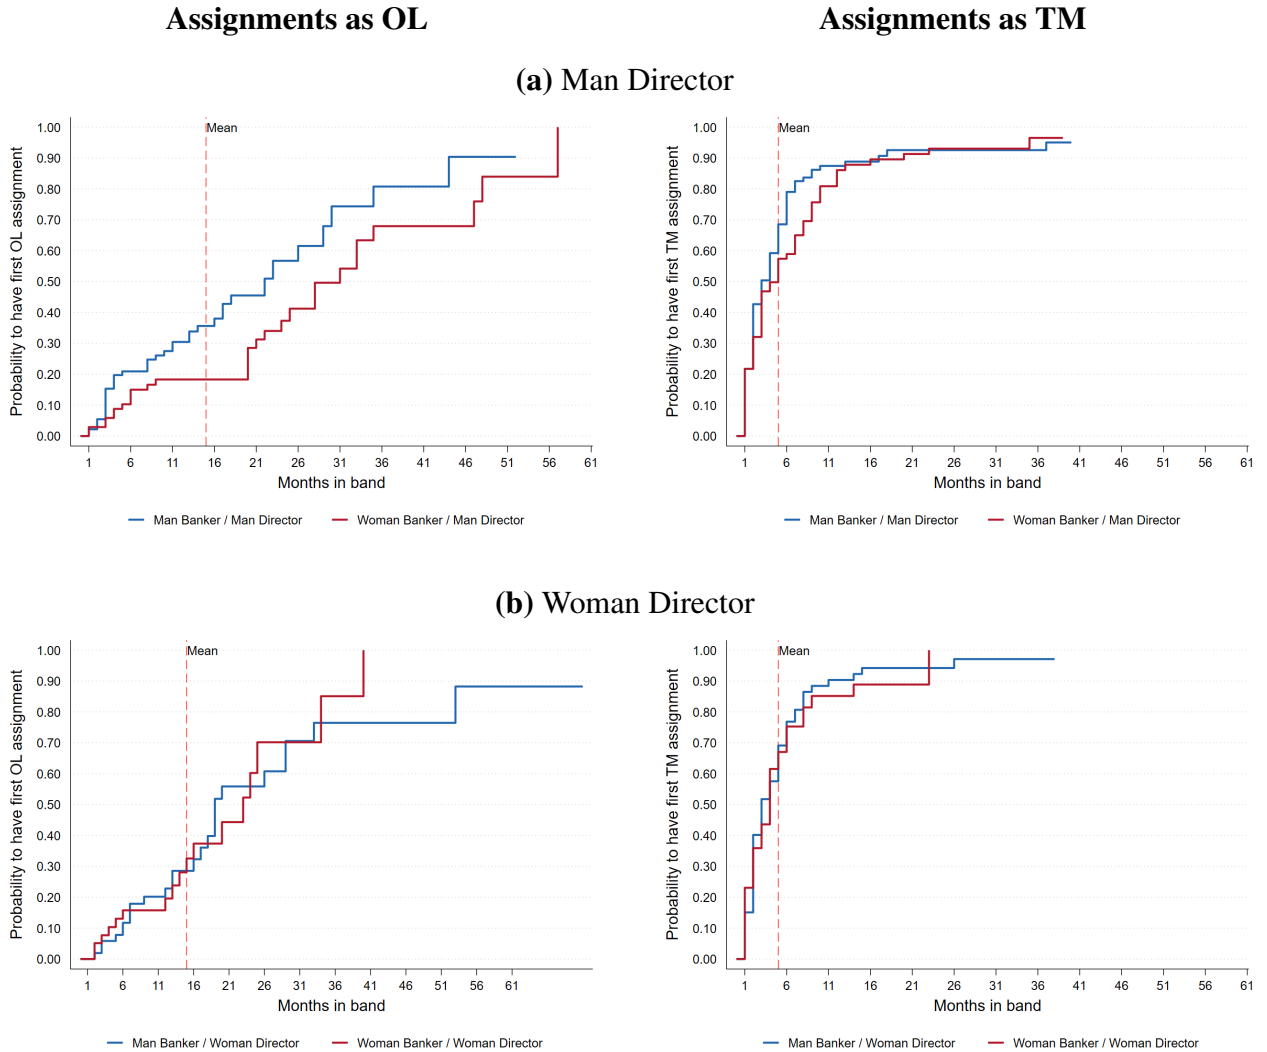 Assignments as OL
Assignments as TM
(a) Man Director
Probability to have first OL assignment
1.00
0.90
0.80
0.70
0.60
0.50
0.40
0.30
0.20
0.10
0.00
Mean
1 6 11 16 21 26 31 36 41 46 51 56 61
Months in band
Man Banker / Man Director Woman Banker / Man Director
Probability to have first TM assignment
1.00
0.90
0.80
0.70
0.60
0.50
0.40
0.30
0.20
0.10
0.00
Mean
1 6 11 16 21 26 31 36 41 46 51 56 61
Months in band
Man Banker / Man Director Woman Banker / Man Director
(b) Woman Director
Probability to have first OL assignment
1.00
0.90
0.80
0.70
0.60
0.50
0.40
0.30
0.20
0.10
0.00
Mean
1 6 11 16 21 26 31 36 41 46 51 56 61
Months in band
Man Banker / Woman Director Woman Banker / Woman Director
Probability to have first TM assignment
1.00
0.90
0.80
0.70
0.60
0.50
0.40
0.30
0.20
0.10
0.00
Mean
1 6 11 16 21 26 31 36 41 46 51 56 61
Months in band
Man Banker / Woman Director Woman Banker / Woman Director